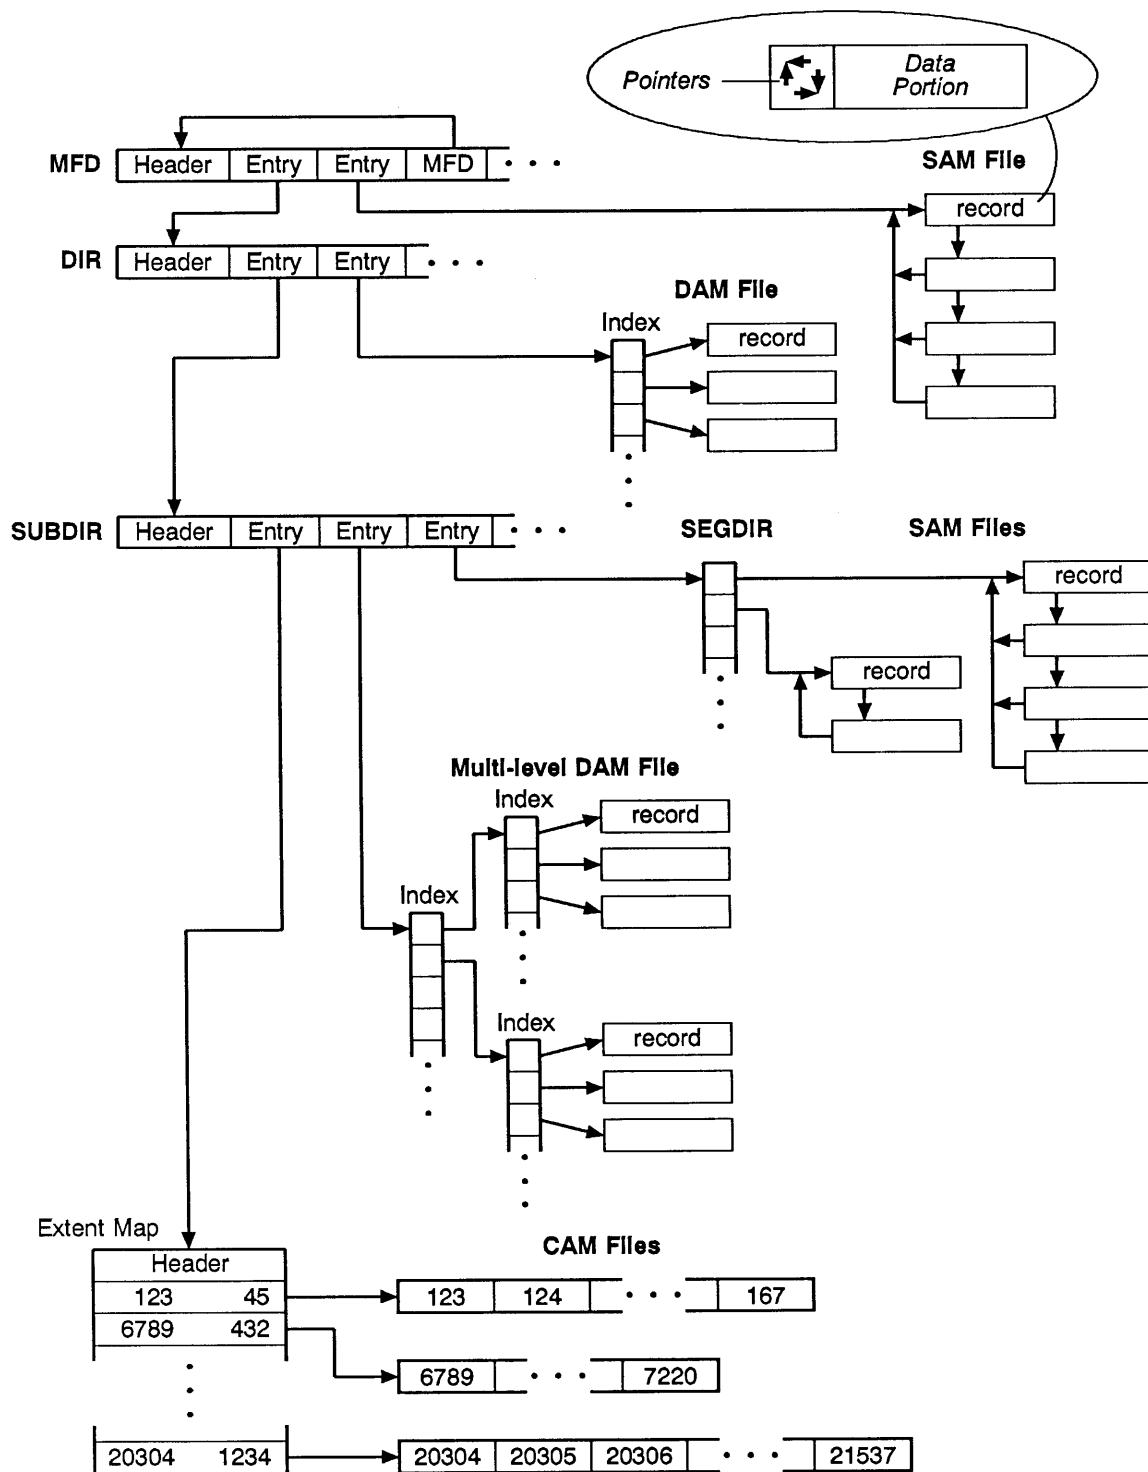 Pointers
Data
Portion
MFD Header Entry Entry MFD • • •
SAM File
record
DIR Header Entry Entry • • •
DAM File
Index
record
SUBDIR Header Entry Entry Entry • • •
SEGDIR
SAM Files
record
record
Multi-level DAM File
Index
record
Index
Index
record
Extent Map
CAM Files
Header
123 45
123 124 • • • 167
6789 432
6789 • • • 7220
20304 1234
20304 20305 20306 • • • 21537